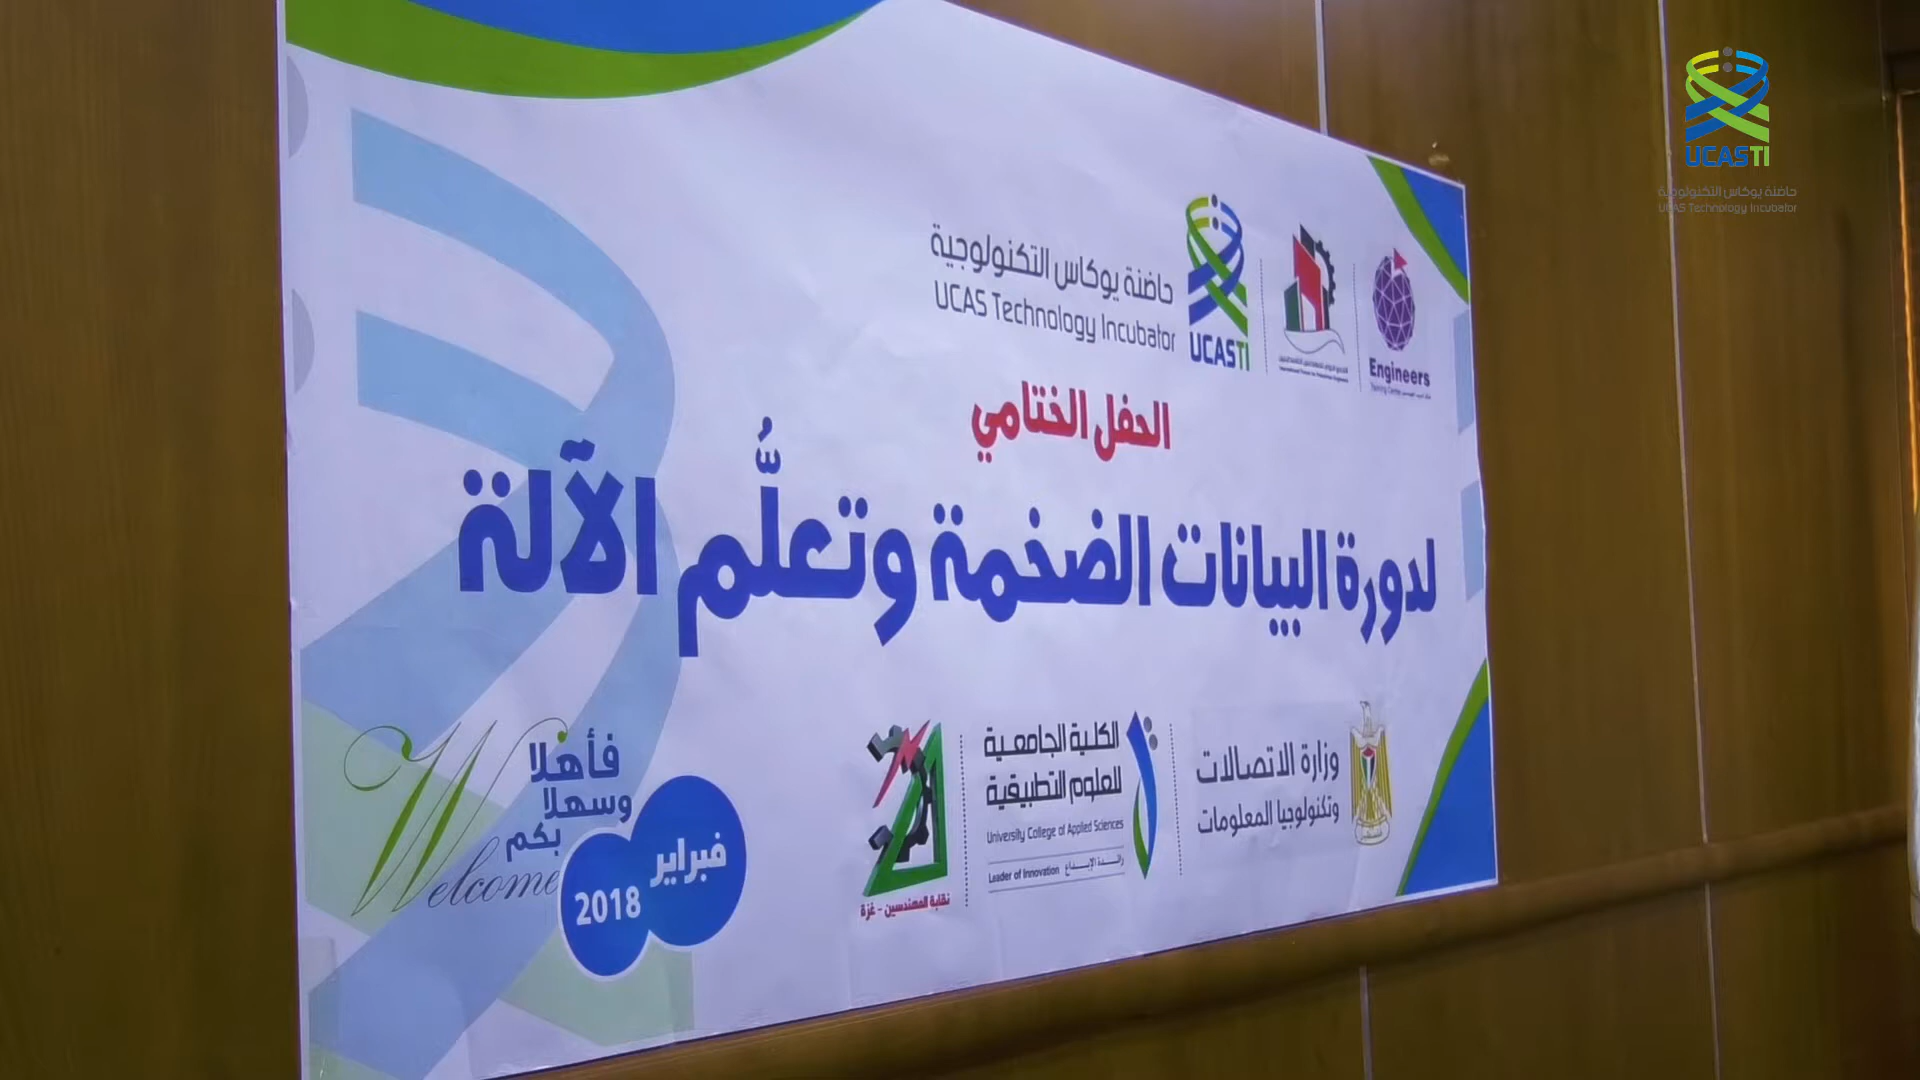 UCASTI
حاضنة يوكاس التكنولوجية
UCAS Technology Incubator
حاضنة يوكاس التكنولوجية
UCAS Technology Incubator
UCASTI
Engineers
Training Center
الحفل الختامي
لدورة البيانات الضخمة وتعلُّم الآلة
فأهلا
وسهلا
بكم
Welcome
فبراير
2018
نقابة المهندسين - غزة
الكلية الجامعية
للعلوم التطبيقية
University College of Applied Sciences
Leader of Innovation رائدة الإبداع
وزارة الاتصالات
وتكنولوجيا المعلومات